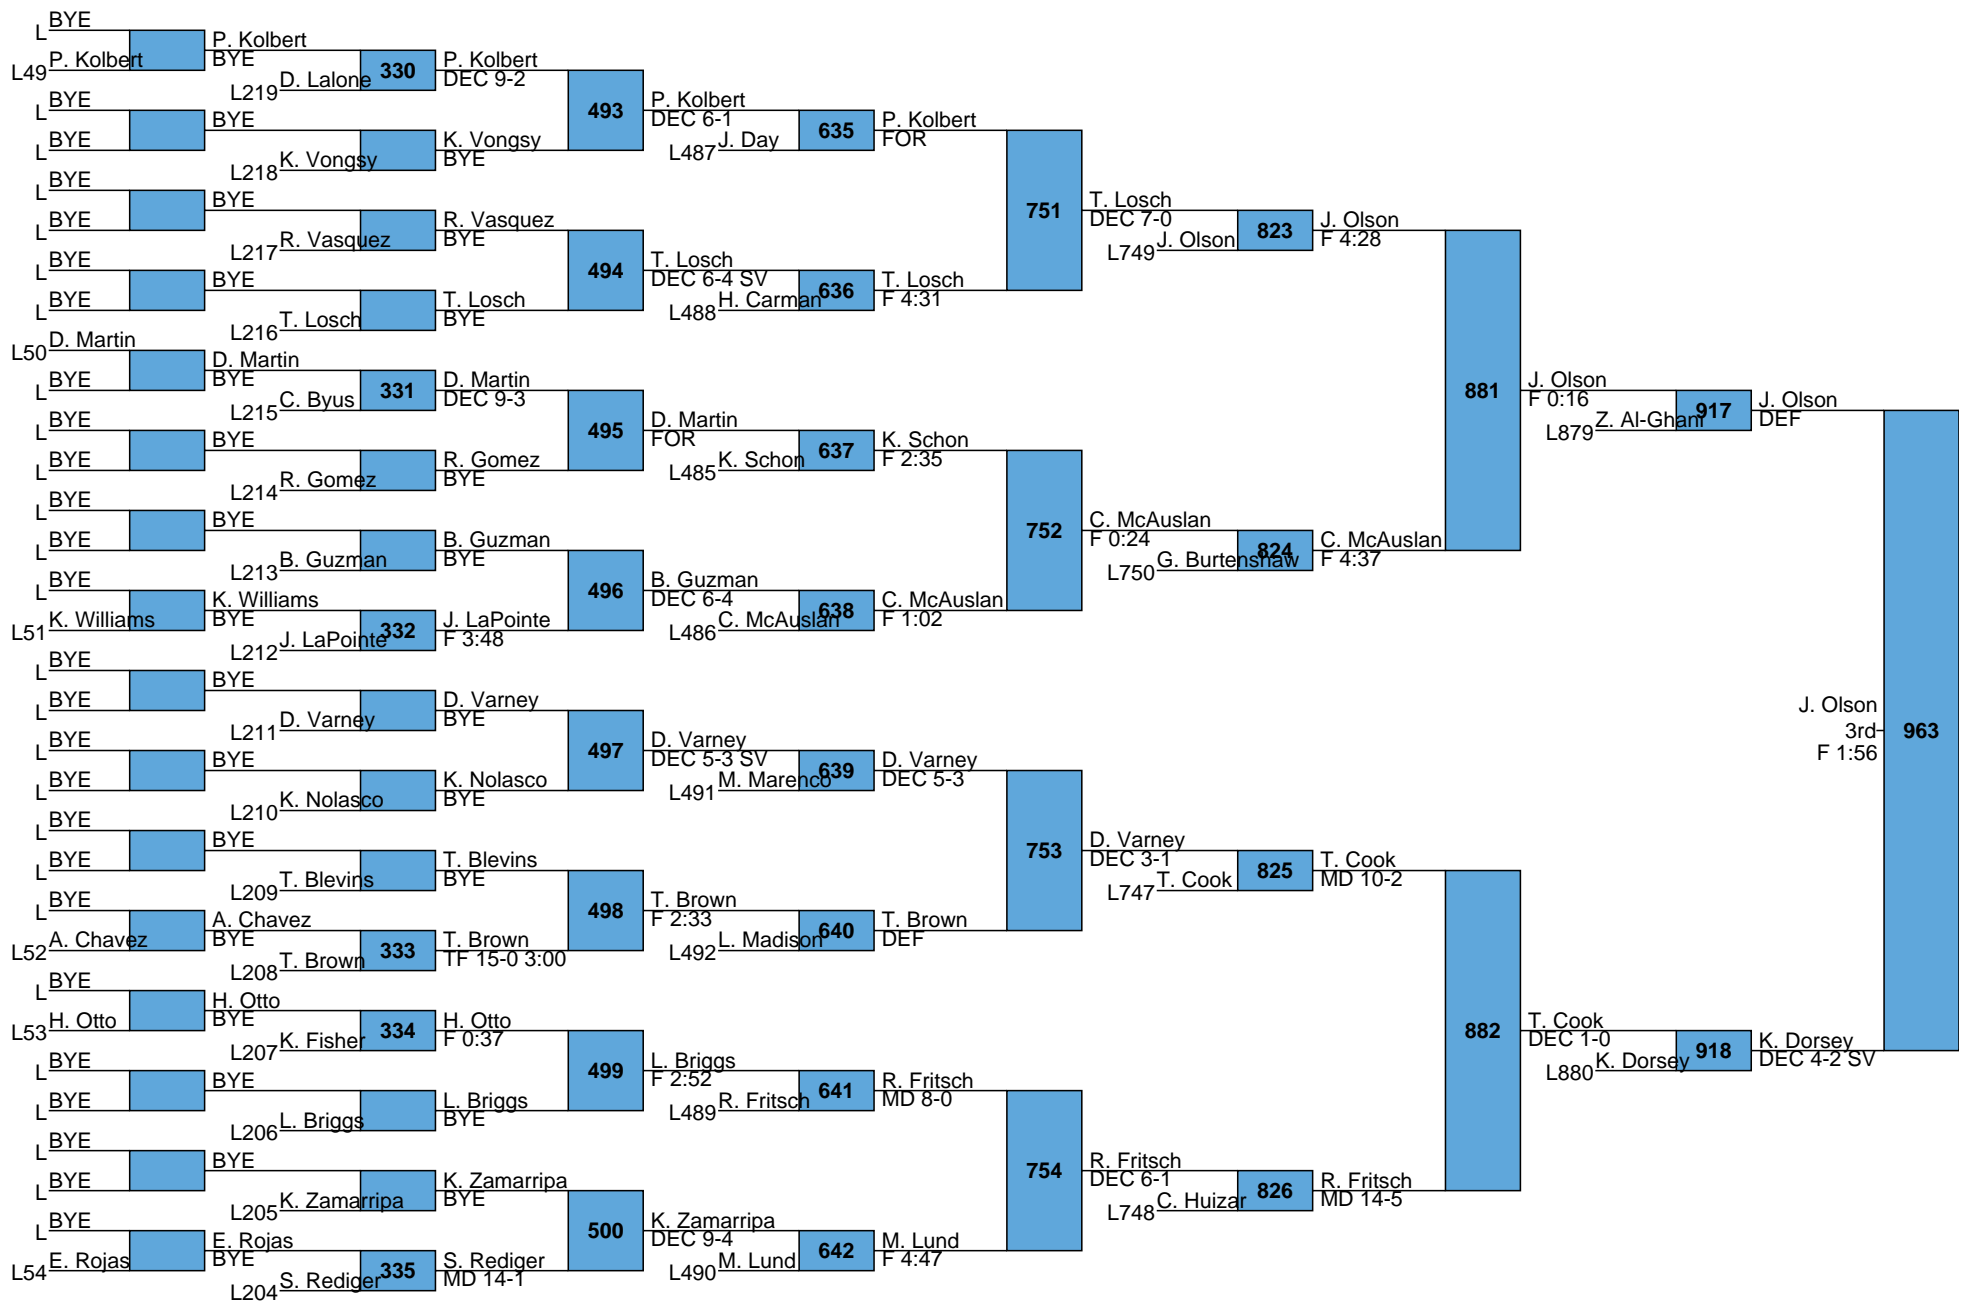 BYE
L
P. Kolbert
L49
P. Kolbert
BYE
D. Lalone
L219
330
P. Kolbert
DEC 9-2
BYE
L
BYE
L
BYE
K. Vongsy
L218
K. Vongsy
BYE
493
P. Kolbert
DEC 6-1
J. Day
L487
635
P. Kolbert
FOR
BYE
L
BYE
L
BYE
R. Vasquez
L217
R. Vasquez
BYE
BYE
L
BYE
L
BYE
T. Losch
L216
T. Losch
BYE
494
T. Losch
DEC 6-4 SV
H. Carman
L488
636
T. Losch
F 4:31
751
T. Losch
DEC 7-0
J. Olson
L749
823
J. Olson
F 4:28
D. Martin
L50
BYE
L
D. Martin
BYE
C. Byus
L215
331
D. Martin
DEC 9-3
BYE
L
BYE
L
BYE
R. Gomez
L214
R. Gomez
BYE
495
D. Martin
FOR
K. Schon
L485
637
K. Schon
F 2:35
BYE
L
BYE
L
BYE
B. Guzman
L213
B. Guzman
BYE
BYE
L
K. Williams
L51
K. Williams
BYE
J. LaPointe
L212
332
J. LaPointe
F 3:48
496
B. Guzman
DEC 6-4
C. McAuslan
L486
638
C. McAuslan
F 1:02
752
C. McAuslan
F 0:24
G. Burtenshaw
L750
824
C. McAuslan
F 4:37
881
J. Olson
F 0:16
Z. Al-Ghani
L879
917
J. Olson
DEF
BYE
L
BYE
L
BYE
D. Varney
L211
D. Varney
BYE
BYE
L
BYE
L
BYE
K. Nolasco
L210
K. Nolasco
BYE
497
D. Varney
DEC 5-3 SV
M. Marenco
L491
639
D. Varney
DEC 5-3
BYE
L
BYE
L
BYE
T. Blevins
L209
T. Blevins
BYE
BYE
L
A. Chavez
L52
A. Chavez
BYE
T. Brown
L208
333
T. Brown
TF 15-0 3:00
498
T. Brown
F 2:33
L. Madison
L492
640
T. Brown
DEF
753
D. Varney
DEC 3-1
T. Cook
L747
825
T. Cook
MD 10-2
BYE
L
H. Otto
L53
H. Otto
BYE
K. Fisher
L207
334
H. Otto
F 0:37
BYE
L
BYE
L
BYE
L. Briggs
L206
L. Briggs
BYE
499
L. Briggs
F 2:52
R. Fritsch
L489
641
R. Fritsch
MD 8-0
BYE
L
BYE
L
BYE
K. Zamarripa
L205
K. Zamarripa
BYE
BYE
L
E. Rojas
L54
E. Rojas
BYE
S. Rediger
L204
335
S. Rediger
MD 14-1
500
K. Zamarripa
DEC 9-4
M. Lund
L490
642
M. Lund
F 4:47
754
R. Fritsch
DEC 6-1
C. Huizar
L748
826
R. Fritsch
MD 14-5
882
T. Cook
DEC 1-0
K. Dorsey
L880
918
K. Dorsey
DEC 4-2 SV
J. Olson
3rd
F 1:56
963